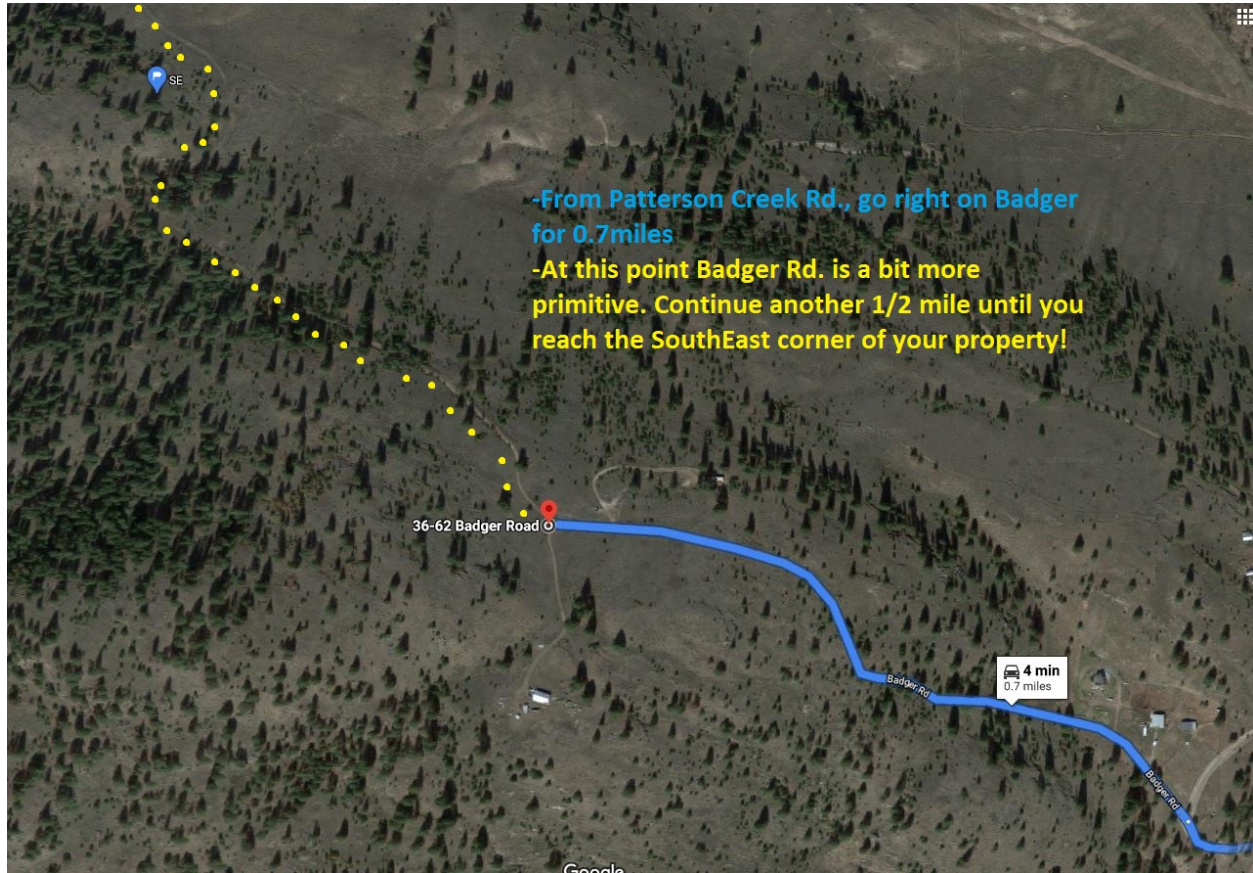 SE
-From Patterson Creek Rd., go right on Badger
for 0.7miles
-At this point Badger Rd. is a bit more
primitive. Continue another 1/2 mile until you
reach the SouthEast corner of your property!
36-62 Badger Road
4 min
0.7 miles
Badger Rd
Badger Rd
Google